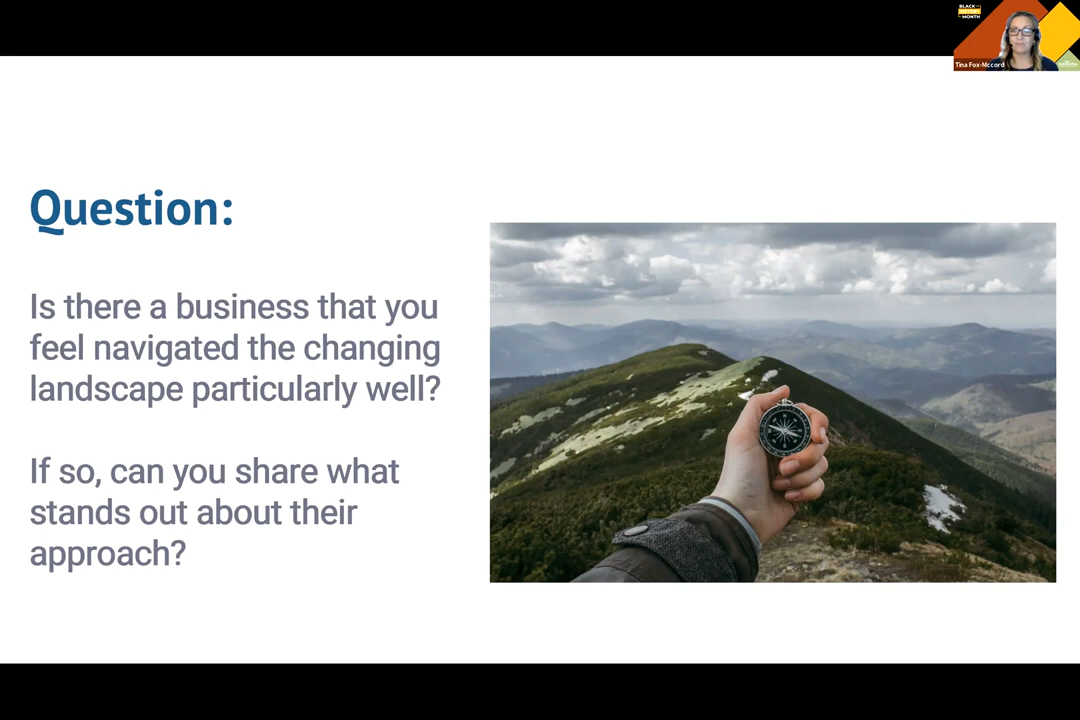 BLACK
HISTORY
MONTH
Tina Fox-Mccord
Question:
Is there a business that you
feel navigated the changing
landscape particularly well?
If so, can you share what
stands out about their
approach?